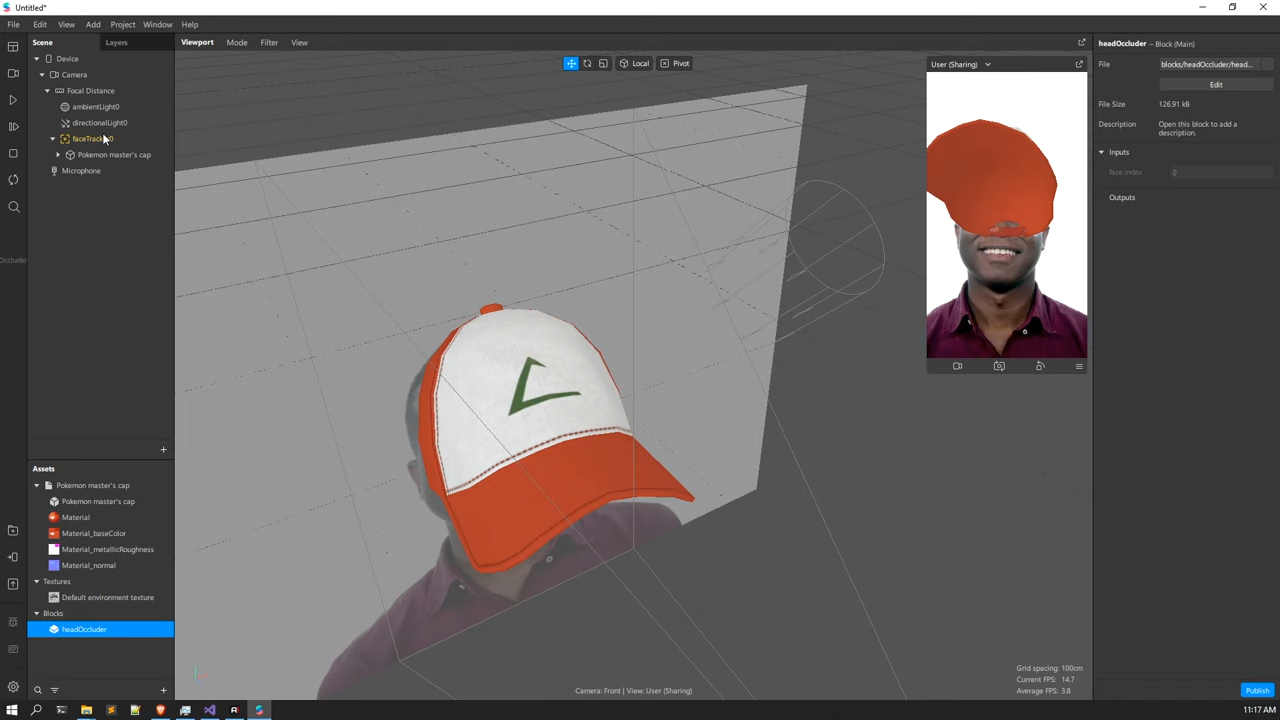 Untitled*
File Edit View Add Project Window Help
Scene Layers
Viewport Mode Filter View
headOccluder – Block (Main)
Device
Camera
Focal Distance
ambientLight0
directionalLight0
Pokemon master's cap
Microphone
Local Pivot
User (Sharing)
File blocks/headOccluder/head...
Edit
File Size 126.91 kB
Description Open this block to add a
description.
Inputs
face index 0
Outputs
Occluder
Assets
Pokemon master's cap
Pokemon master's cap
Material
Material_baseColor
Material_metallicRoughness
Material_normal
Textures
Default environment texture
Blocks
headOccluder
Camera: Front | View: User (Sharing)
Grid spacing: 100cm
Current FPS: 14.7
Average FPS: 3.8
Publish
11:17 AM